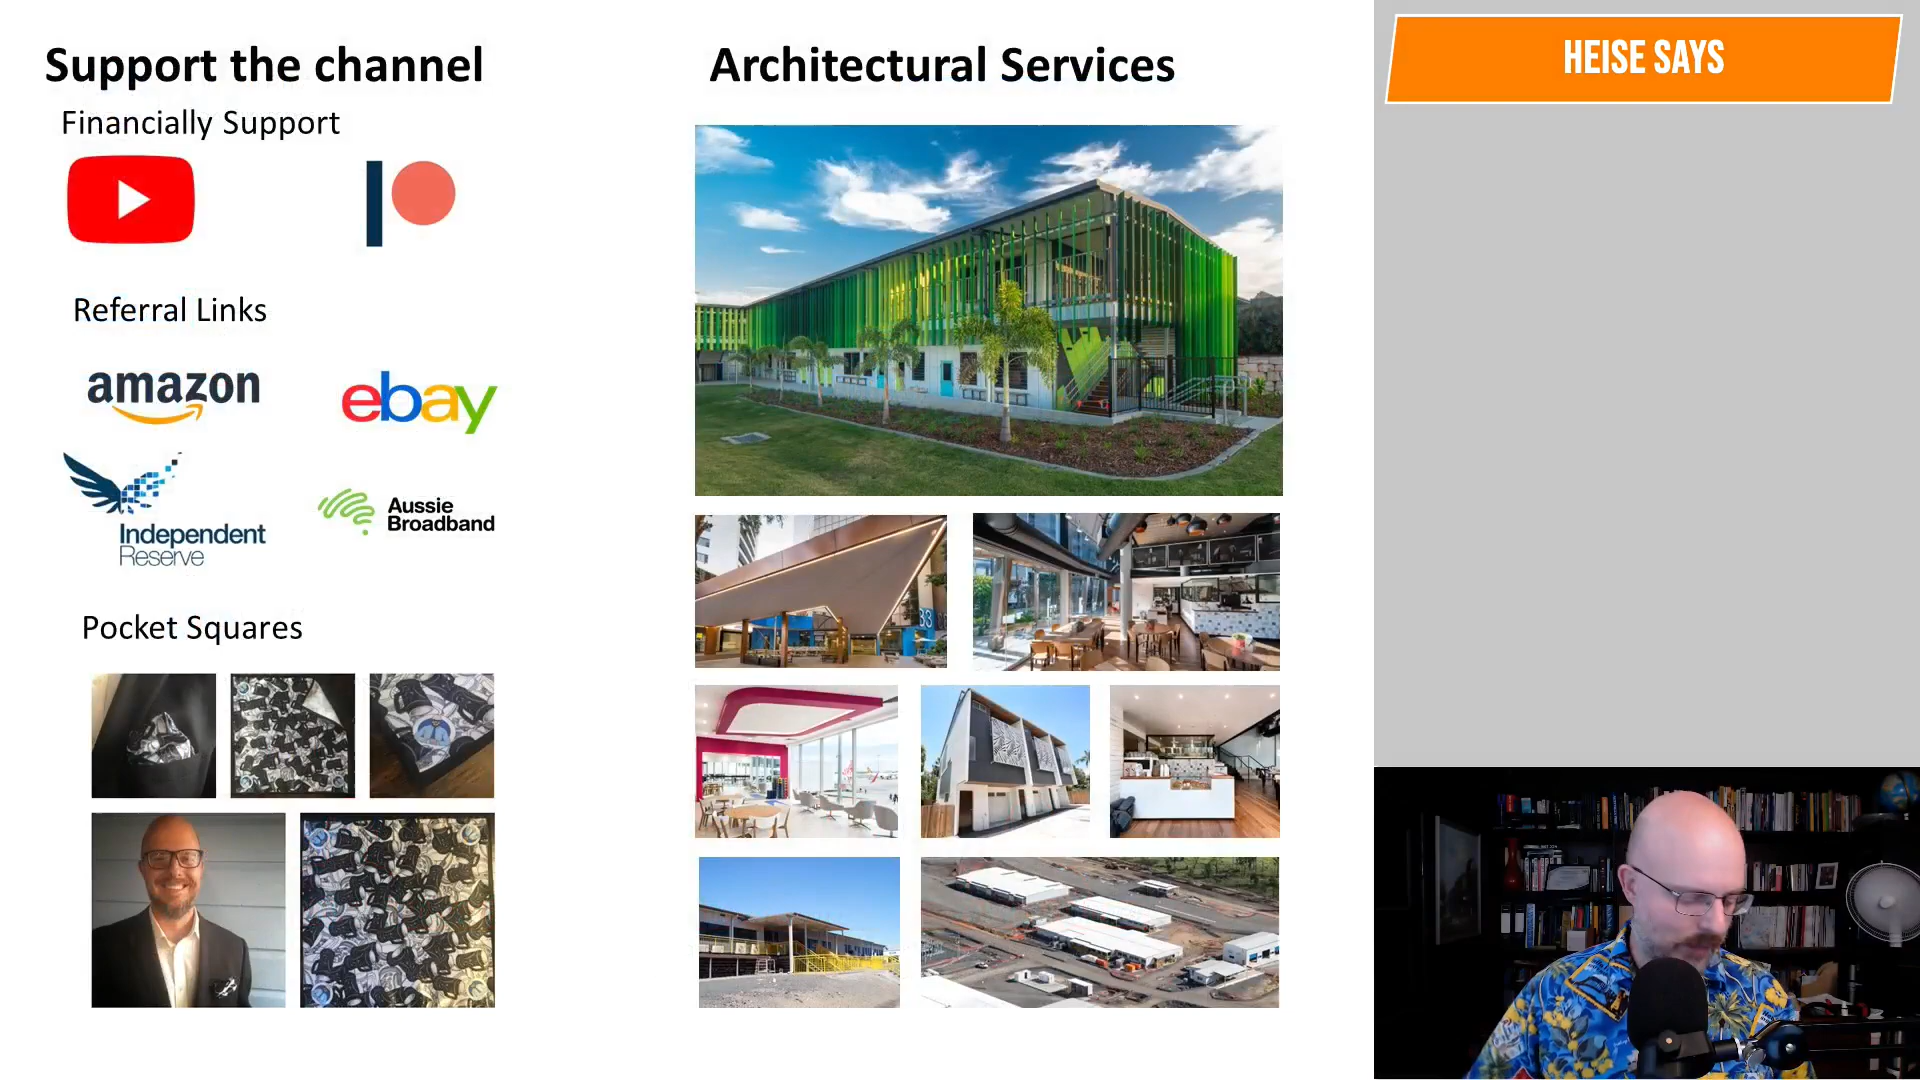 Support the channel
Financially Support
Referral Links
amazon
ebay
Independent
Reserve
Aussie
Broadband
Pocket Squares
Architectural Services
33
HEISE SAYS